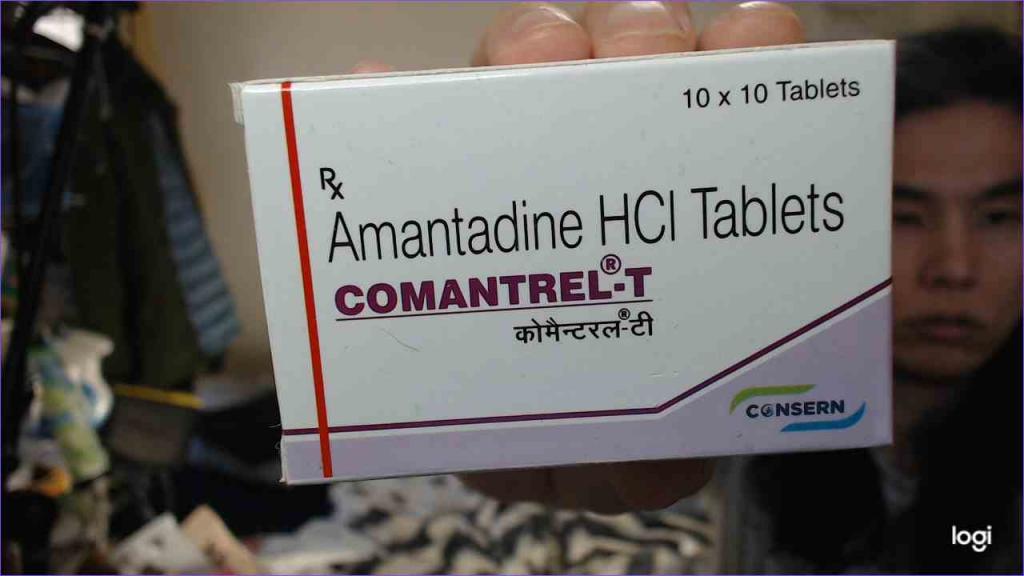 10 x 10 Tablets
Rx
Amantadine HCl Tablets
COMANTREL®-T
कोमैन्टरल®-टी
CONSERN
logi